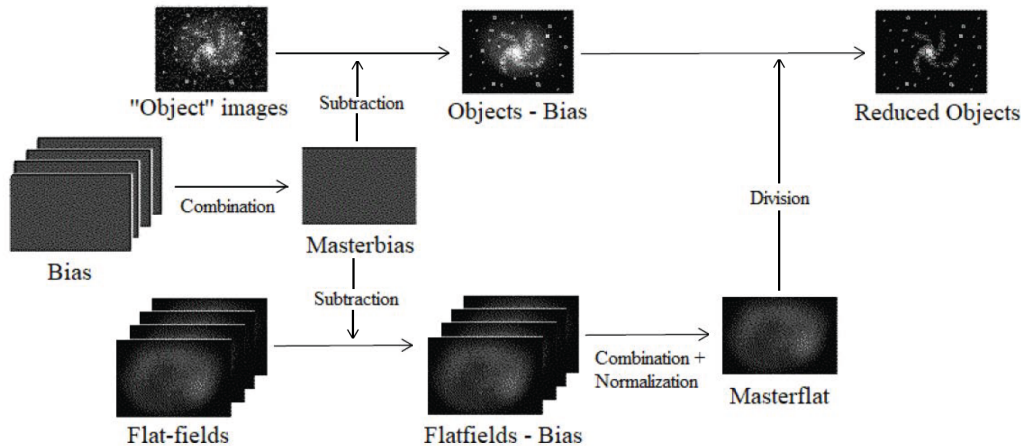 "Object" images
Subtraction
Objects - Bias
Reduced Objects
Combination
Division
Bias
Masterbias
Subtraction
Combination +
Normalization
Flat-fields
Flatfields - Bias
Masterflat